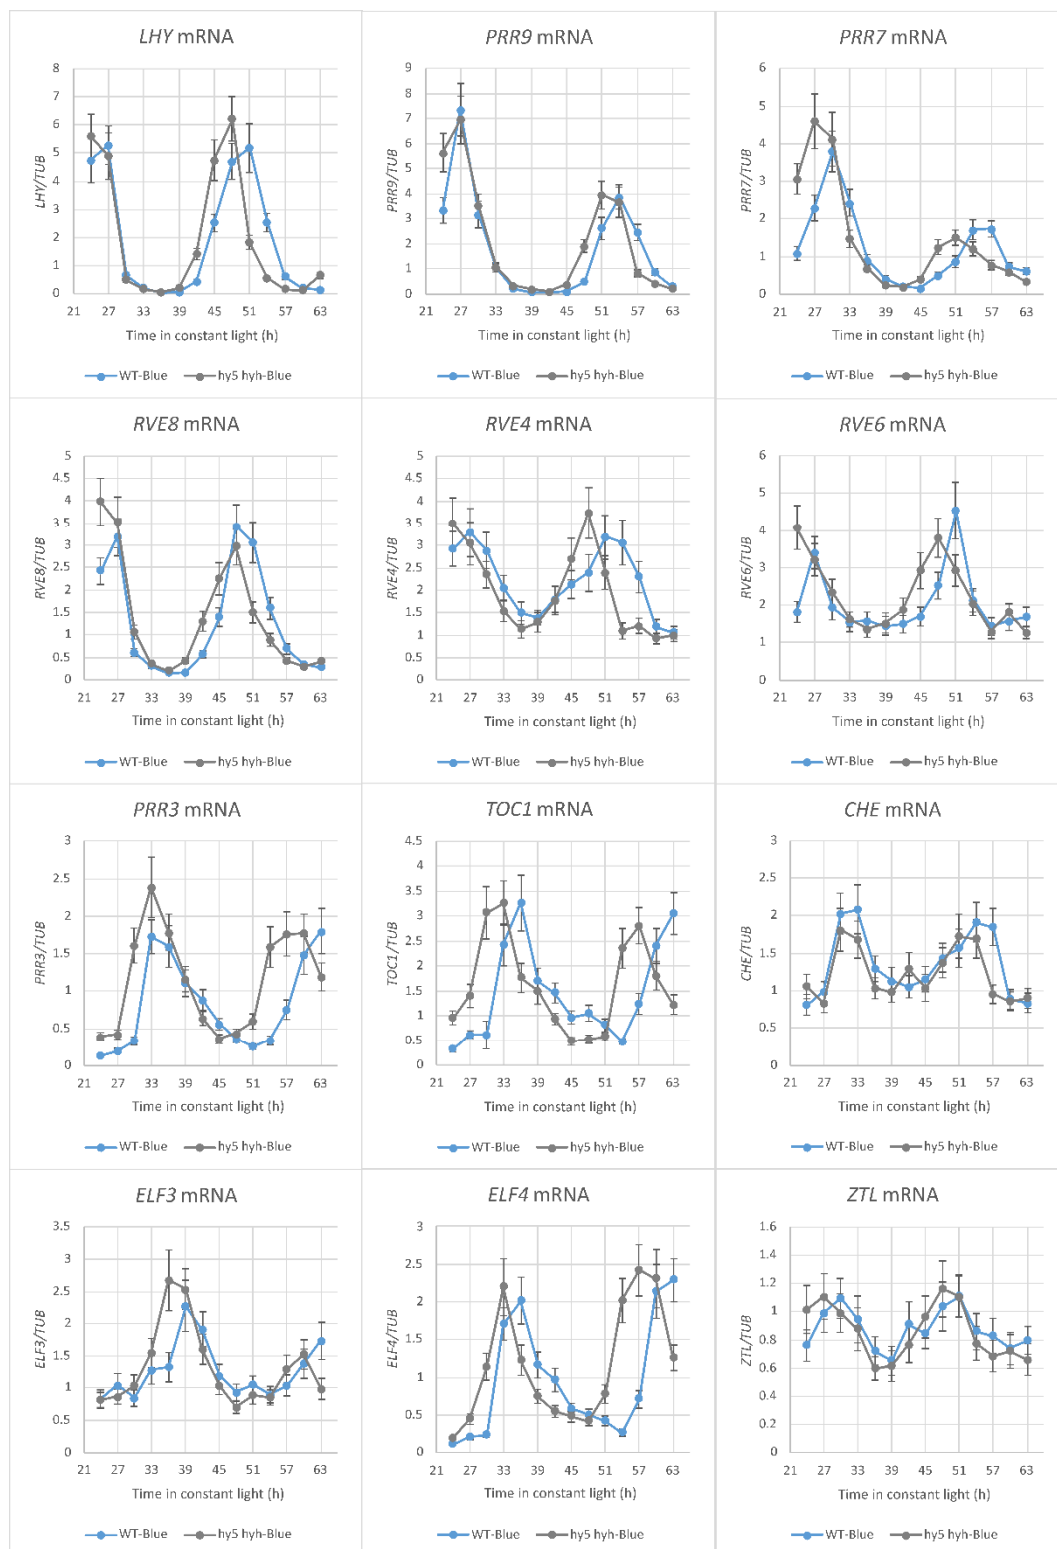 LHY mRNA
8
7
6
5
4
3
2
1
0
LHY/TUB
21 27 33 39 45 51 57 63
Time in constant light (h)
WT-Blue hy5 hyh-Blue
PRR9 mRNA
9
8
7
6
5
4
3
2
1
0
PRR9/TUB
21 27 33 39 45 51 57 63
Time in constant light (h)
WT-Blue hy5 hyh-Blue
PRR7 mRNA
6
5
4
3
2
1
0
PRR7/TUB
21 27 33 39 45 51 57 63
Time in constant light (h)
WT-Blue hy5 hyh-Blue
RVE8 mRNA
5
4.5
4
3.5
3
2.5
2
1.5
1
0.5
0
RVE8/TUB
21 27 33 39 45 51 57 63
Time in constant light (h)
WT-Blue hy5 hyh-Blue
RVE4 mRNA
5
4.5
4
3.5
3
2.5
2
1.5
1
0.5
0
RVE4/TUB
21 27 33 39 45 51 57 63
Time in constant light (h)
WT-Blue hy5 hyh-Blue
RVE6 mRNA
6
5
4
3
2
1
0
RVE6/TUB
21 27 33 39 45 51 57 63
Time in constant light (h)
WT-Blue hy5 hyh-Blue
PRR3 mRNA
3
2.5
2
1.5
1
0.5
0
PRR3/TUB
21 27 33 39 45 51 57 63
Time in constant light (h)
WT-Blue hy5 hyh-Blue
TOC1 mRNA
4.5
4
3.5
3
2.5
2
1.5
1
0.5
0
TOC1/TUB
21 27 33 39 45 51 57 63
Time in constant light (h)
WT-Blue hy5 hyh-Blue
CHE mRNA
3
2.5
2
1.5
1
0.5
0
CHE/TUB
21 27 33 39 45 51 57 63
Time in constant light (h)
WT-Blue hy5 hyh-Blue
ELF3 mRNA
3.5
3
2.5
2
1.5
1
0.5
0
ELF3/TUB
21 27 33 39 45 51 57 63
Time in constant light (h)
WT-Blue hy5 hyh-Blue
ELF4 mRNA
3
2.5
2
1.5
1
0.5
0
ELF4/TUB
21 27 33 39 45 51 57 63
Time in constant light (h)
WT-Blue hy5 hyh-Blue
ZTL mRNA
1.6
1.4
1.2
1
0.8
0.6
0.4
0.2
0
ZTL/TUB
21 27 33 39 45 51 57 63
Time in constant light (h)
WT-Blue hy5 hyh-Blue